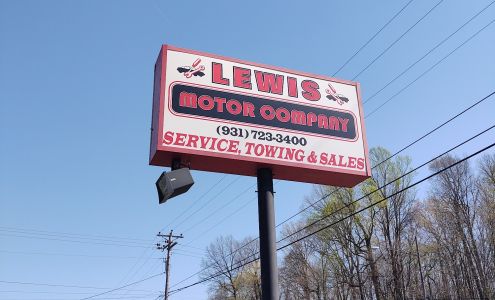 LEWIS
MOTOR COMPANY
(931) 723-3400
SERVICE, TOWING & SALES